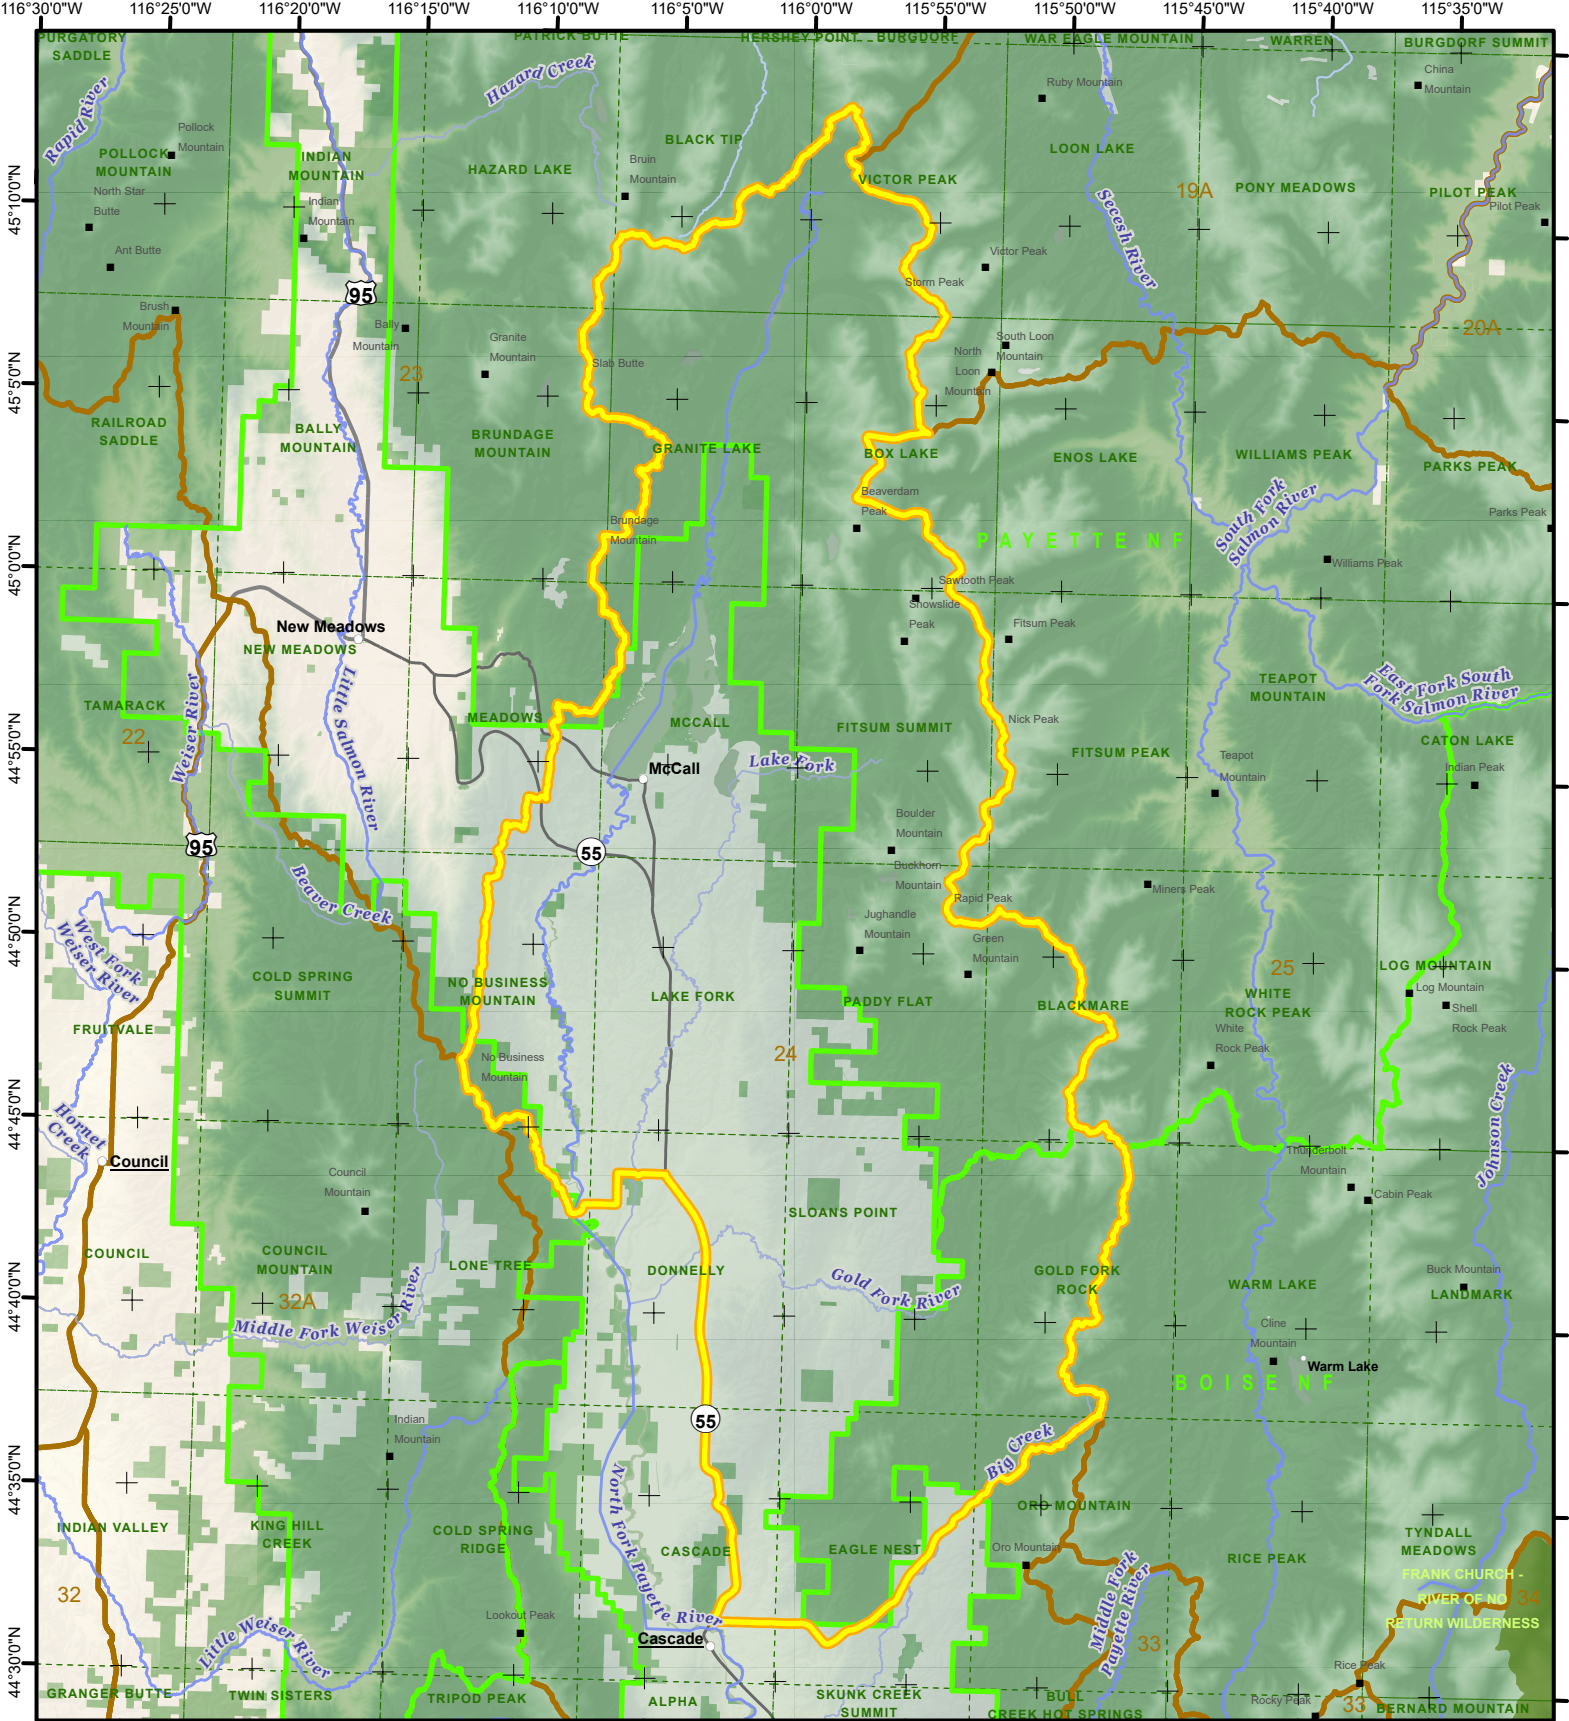 116°30'0"W
116°25'0"W
116°20'0"W
116°15'0"W
116°10'0"W
116°5'0"W
116°0'0"W
115°55'0"W
115°50'0"W
115°45'0"W
115°40'0"W
115°35'0"W
PURGATORY
SADDLE
PATRICK BUTTE
HERSHEY POINT
BURGDORF
WAR EAGLE MOUNTAIN
WARREN
BURGDORF SUMMIT
Rapid River
Hazard Creek
Ruby Mountain
China
Mountain
Pollock
Mountain
POLLOCK
MOUNTAIN
INDIAN
MOUNTAIN
HAZARD LAKE
BLACK TIP
Bruin
Mountain
VICTOR PEAK
LOON LAKE
19A
PONY MEADOWS
PILOT PEAK
Pilot Peak
45°10'0"N
North Star
Butte
Indian
Mountain
Ant Butte
Secesh River
Victor Peak
Storm Peak
95
Brush
Mountain
Bally
Mountain
Granite
Mountain
Slab Butte
South Loon
Mountain
North
Loon
Mountain
20A
45°5'0"N
23
RAILROAD
SADDLE
BALLY
MOUNTAIN
BRUNDAGE
MOUNTAIN
GRANITE LAKE
BOX LAKE
ENOS LAKE
WILLIAMS PEAK
PARKS PEAK
Beaverdam
Peak
Brundage
Mountain
PAYETTE NF
South Fork
Salmon River
Parks Peak
Williams Peak
45°0'0"N
Sawtooth Peak
Snowslide
Peak
Fitsum Peak
New Meadows
NEW MEADOWS
Little Salmon River
Weiser River
TAMARACK
22
MEADOWS
MCCALL
FITSUM SUMMIT
Nick Peak
FITSUM PEAK
TEAPOT
MOUNTAIN
East Fork South
Fork Salmon River
CATON LAKE
44°55'0"N
McCall
Lake Fork
Teapot
Mountain
Indian Peak
Boulder
Mountain
95
55
Buckhorn
Mountain
Miners Peak
Beaver Creek
Rapid Peak
Jughandle
Mountain
Green
Mountain
44°50'0"N
West Fork
Weiser River
COLD SPRING
SUMMIT
NO BUSINESS
MOUNTAIN
LAKE FORK
PADDY FLAT
BLACKMARE
25
WHITE
ROCK PEAK
LOG MOUNTAIN
Log Mountain
Shell
Rock Peak
White
Rock Peak
FRUITVALE
24
No Business
Mountain
44°45'0"N
Hornet
Creek
Council
Johnson Creek
Thunderbolt
Mountain
Cabin Peak
Council
Mountain
SLOANS POINT
COUNCIL
COUNCIL
MOUNTAIN
LONE TREE
DONNELLY
Gold Fork River
GOLD FORK
ROCK
WARM LAKE
Buck Mountain
LANDMARK
44°40'0"N
32A
Middle Fork Weiser River
Cline
Mountain
Warm Lake
BOISE NF
Indian
Mountain
55
Big Creek
44°35'0"N
North Fork Payette River
INDIAN VALLEY
KING HILL
CREEK
COLD SPRING
RIDGE
CASCADE
EAGLE NEST
ORO MOUNTAIN
Oro Mountain
RICE PEAK
TYNDALL
MEADOWS
FRANK CHURCH -
RIVER OF NO
RETURN WILDERNESS
34
32
Middle Fork
Payette River
Lookout Peak
Cascade
Little Weiser River
33
44°30'0"N
Rice Peak
Rocky Peak
33
GRANGER BUTTE
TWIN SISTERS
TRIPOD PEAK
ALPHA
SKUNK CREEK
SUMMIT
BULL
CREEK HOT SPRINGS
BERNARD MOUNTAIN